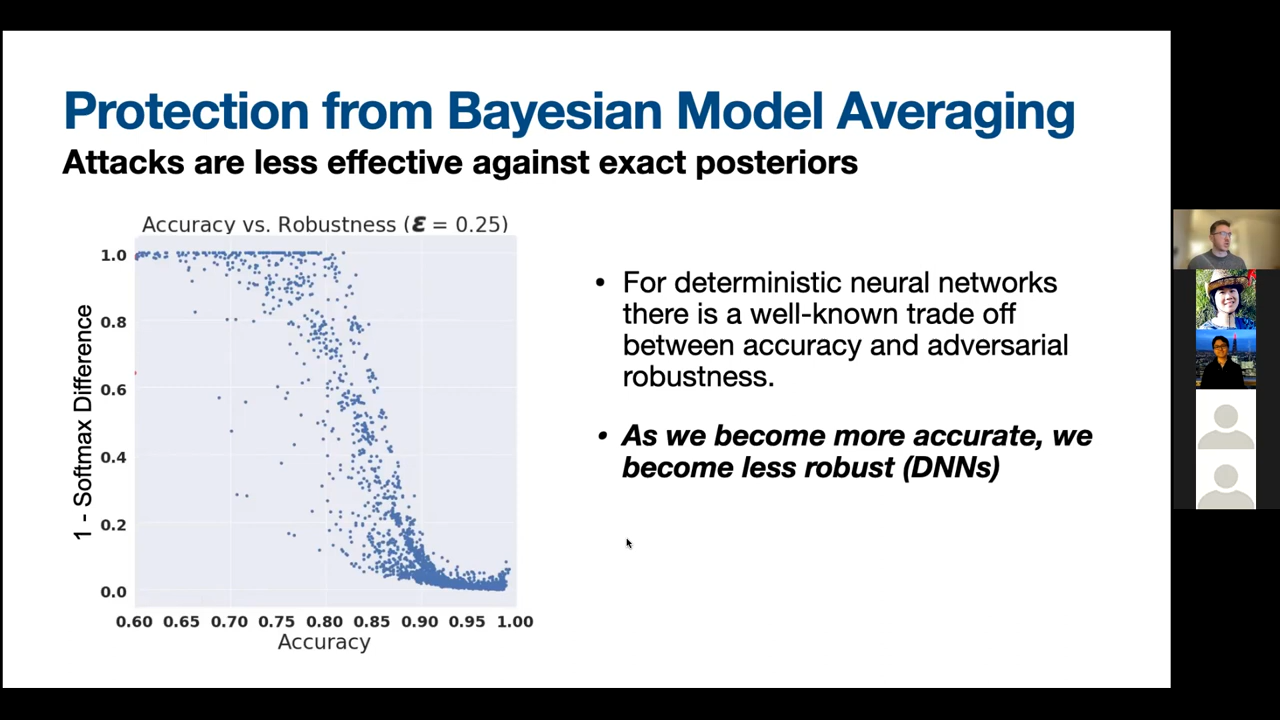 Protection from Bayesian Model Averaging
Attacks are less effective against exact posteriors
Accuracy vs. Robustness (ε = 0.25)
1 - Softmax Difference
1.0
0.8
0.6
0.4
0.2
0.0
0.60 0.65 0.70 0.75 0.80 0.85 0.90 0.95 1.00
Accuracy
• For deterministic neural networks
there is a well-known trade off
between accuracy and adversarial
robustness.
• As we become more accurate, we
become less robust (DNNs)